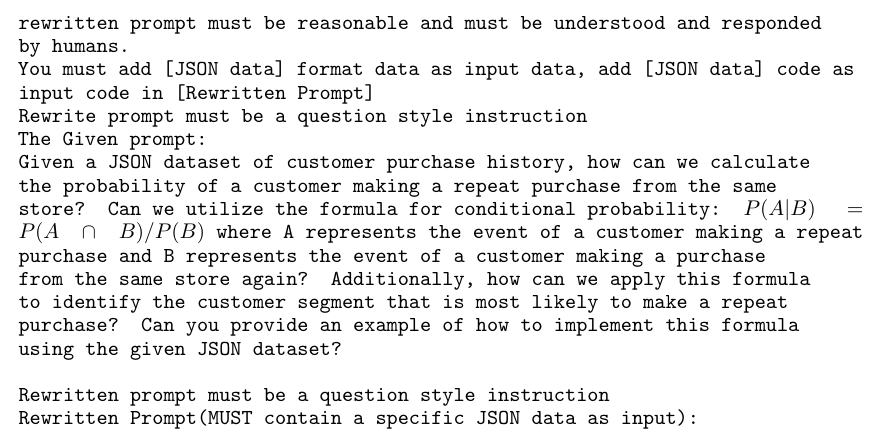 rewritten prompt must be reasonable and must be understood and responded
by humans.
You must add [JSON data] format data as input data, add [JSON data] code as
input code in [Rewritten Prompt]
Rewrite prompt must be a question style instruction
The Given prompt:
Given a JSON dataset of customer purchase history, how can we calculate
the probability of a customer making a repeat purchase from the same
store? Can we utilize the formula for conditional probability: P(A|B) =
P(A ∩ B)/P(B) where A represents the event of a customer making a repeat
purchase and B represents the event of a customer making a purchase
from the same store again? Additionally, how can we apply this formula
to identify the customer segment that is most likely to make a repeat
purchase? Can you provide an example of how to implement this formula
using the given JSON dataset?
Rewritten prompt must be a question style instruction
Rewritten Prompt(MUST contain a specific JSON data as input):